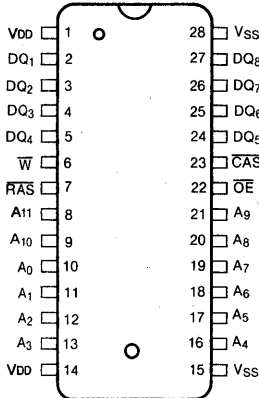 VDD 1 28 VSS
DQ1 2 27 DQ8
DQ2 3 26 DQ7
DQ3 4 25 DQ6
DQ4 5 24 DQ5
W 6 23 CAS
RAS 7 22 OE
A11 8 21 A9
A10 9 20 A8
A0 10 19 A7
A1 11 18 A6
A2 12 17 A5
A3 13 16 A4
VDD 14 15 VSS